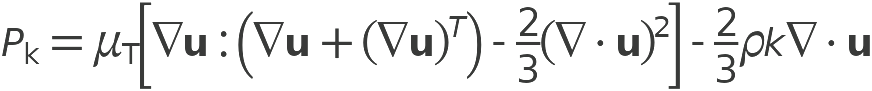 P_k = μ_T[∇𝐮 : (∇𝐮 + (∇𝐮)^T) - 2/3(∇ · 𝐮)^2] - 2/3ρk∇ · 𝐮